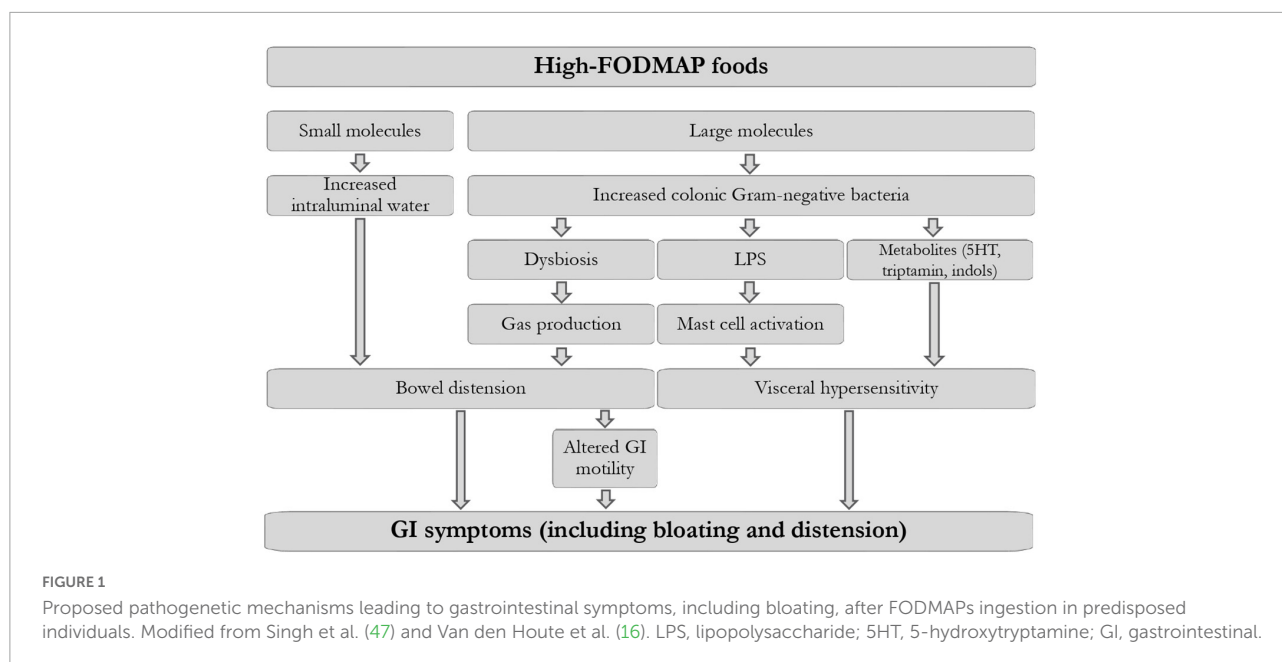 High-FODMAP foods
Small molecules
Large molecules
Increased
intraluminal water
Increased colonic Gram-negative bacteria
Dysbiosis
LPS
Metabolites (5HT,
triptamin, indols)
Gas production
Mast cell activation
Bowel distension
Visceral hypersensitivity
Altered GI
motility
GI symptoms (including bloating and distension)
FIGURE 1
Proposed pathogenetic mechanisms leading to gastrointestinal symptoms, including bloating, after FODMAPs ingestion in predisposed
individuals. Modified from Singh et al. (47) and Van den Houte et al. (16). LPS, lipopolysaccharide; 5HT, 5-hydroxytryptamine; GI, gastrointestinal.